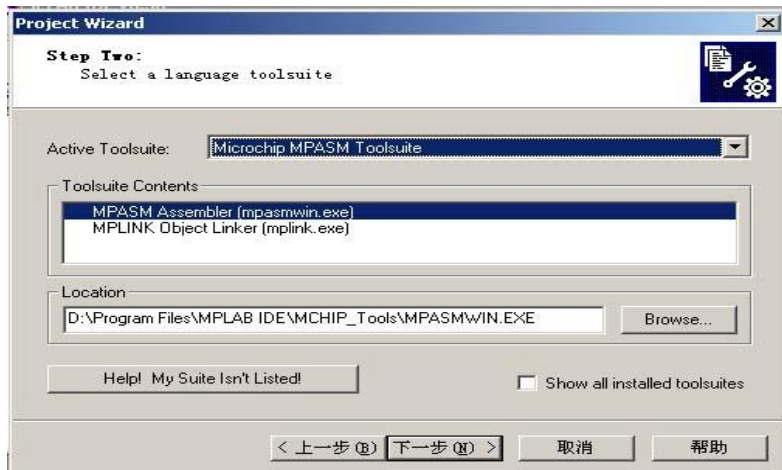 Project Wizard
Step Two:
Select a language toolsuite
Active Toolsuite: Microchip MPASM Toolsuite
Toolsuite Contents
MPASM Assembler (mpasmwin.exe)
MPLINK Object Linker (mplink.exe)
Location
D:\Program Files\MPLAB IDE\MCHIP_Tools\MPASMWIN.EXE Browse...
Help! My Suite Isn't Listed! Show all installed toolsuites
< 上一步(B) 下一步(N) > 取消 帮助